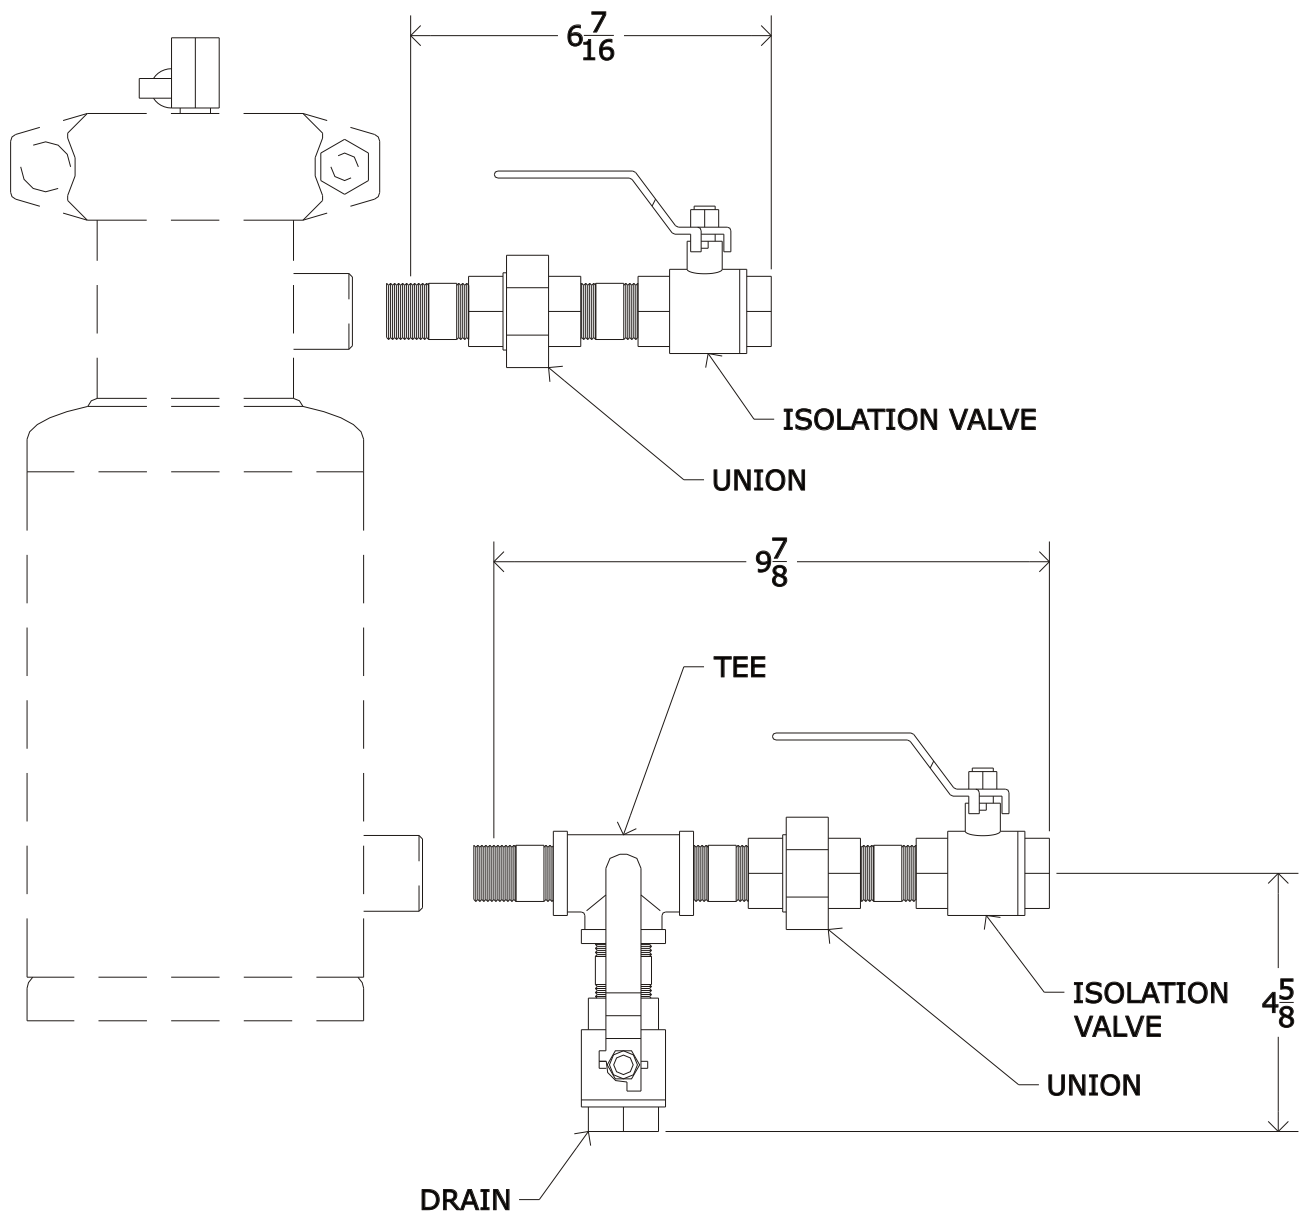 6 7/16
ISOLATION VALVE
UNION
9 7/8
TEE
ISOLATION
VALVE
4 5/8
UNION
DRAIN